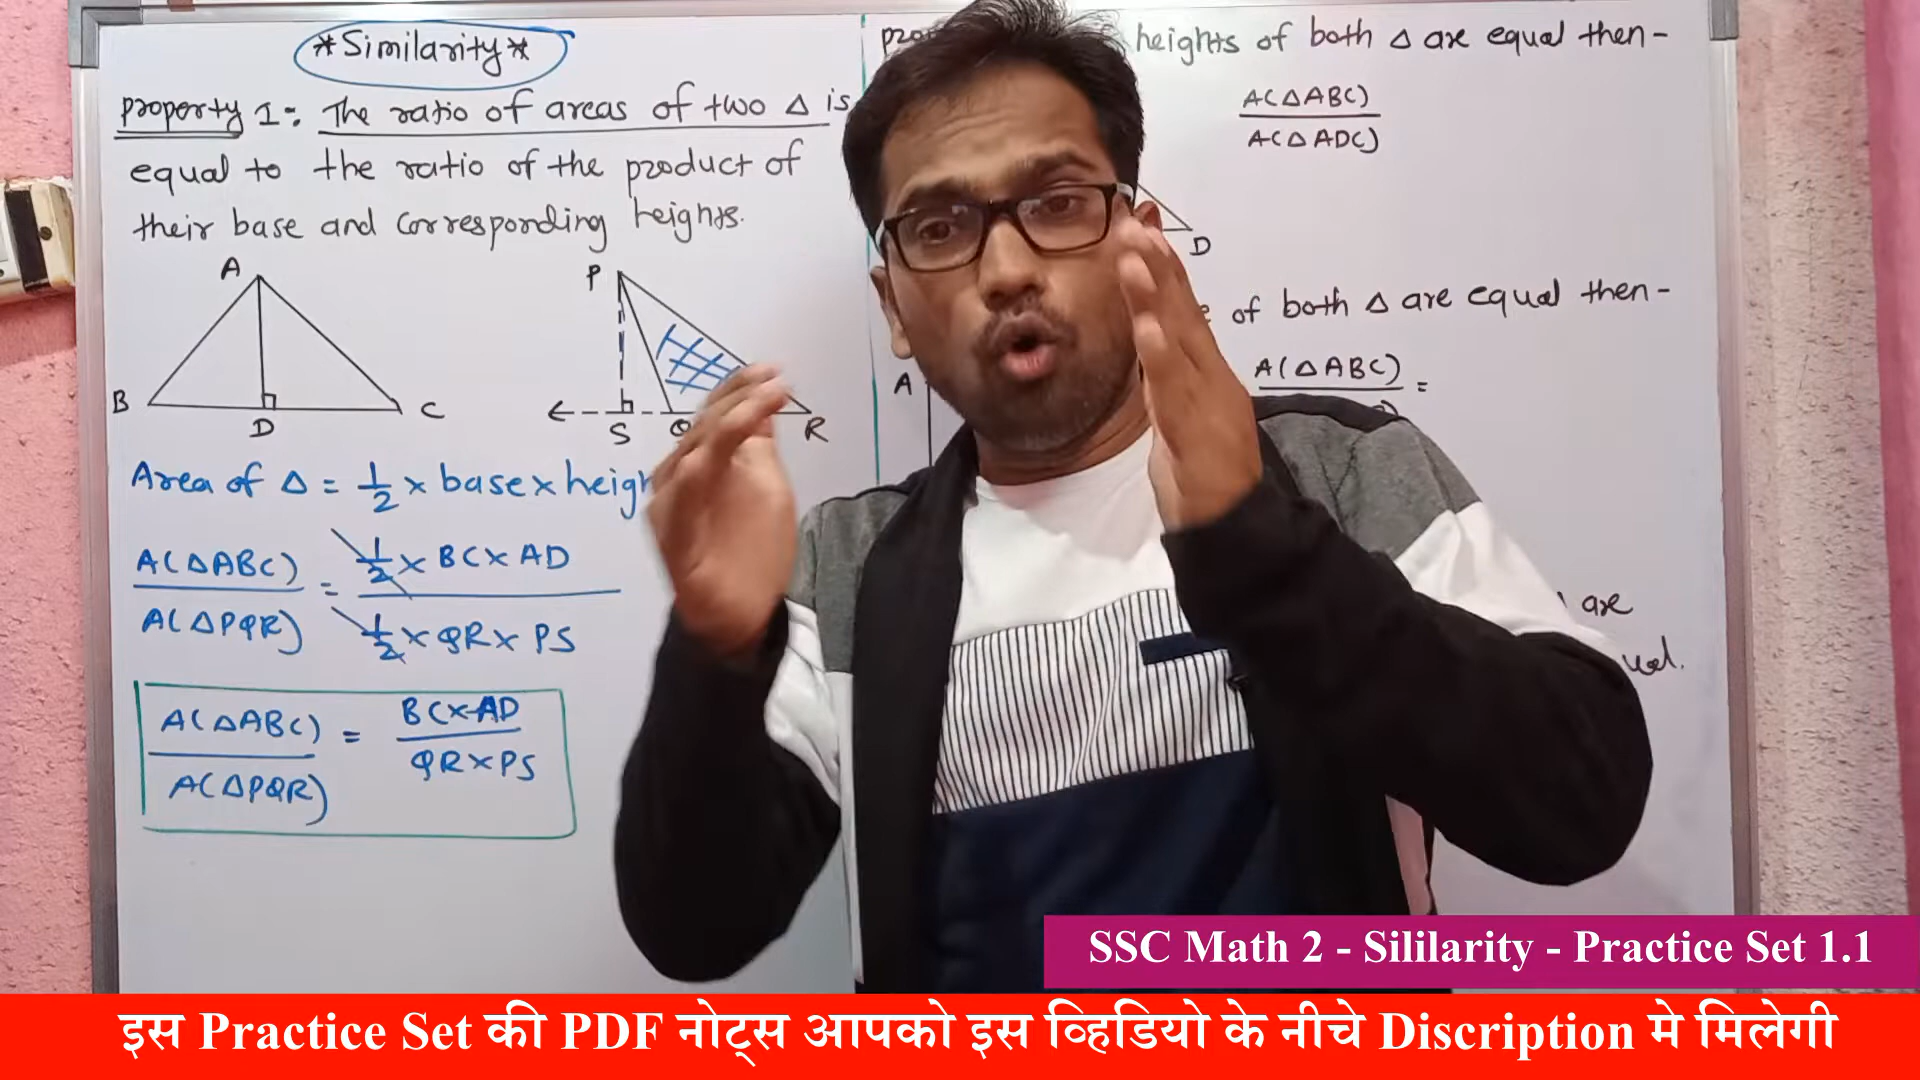 *Similarity*
property 1:- The ratio of areas of two Δ is
equal to the ratio of the product of
their base and corresponding heights.
A
B
D
C
P
S
Q
R
Area of Δ = 1/2 × base × heigh
A(ΔABC) / A(ΔPQR) = 1/2 × BC × AD / 1/2 × QR × PS
A(ΔABC) / A(ΔPQR) = BC × AD / QR × PS
heights of both Δ are equal then -
A(ΔABC)
A(ΔADC)
D
of both Δ are equal then -
A
A(ΔABC) =
are
SSC Math 2 - Sililarity - Practice Set 1.1
इस Practice Set की PDF नोट्स आपको इस व्हिडियो के नीचे Discription मे मिलेगी